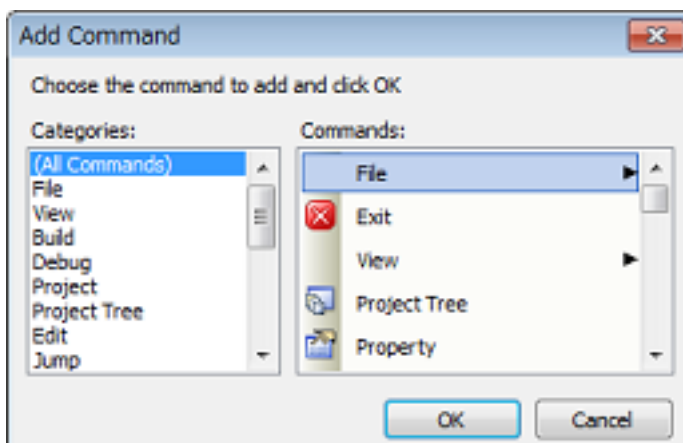 Add Command
Choose the command to add and click OK
Categories:
(All Commands)
File
View
Build
Debug
Project
Project Tree
Edit
Jump
Commands:
File
Exit
View
Project Tree
Property
OK
Cancel